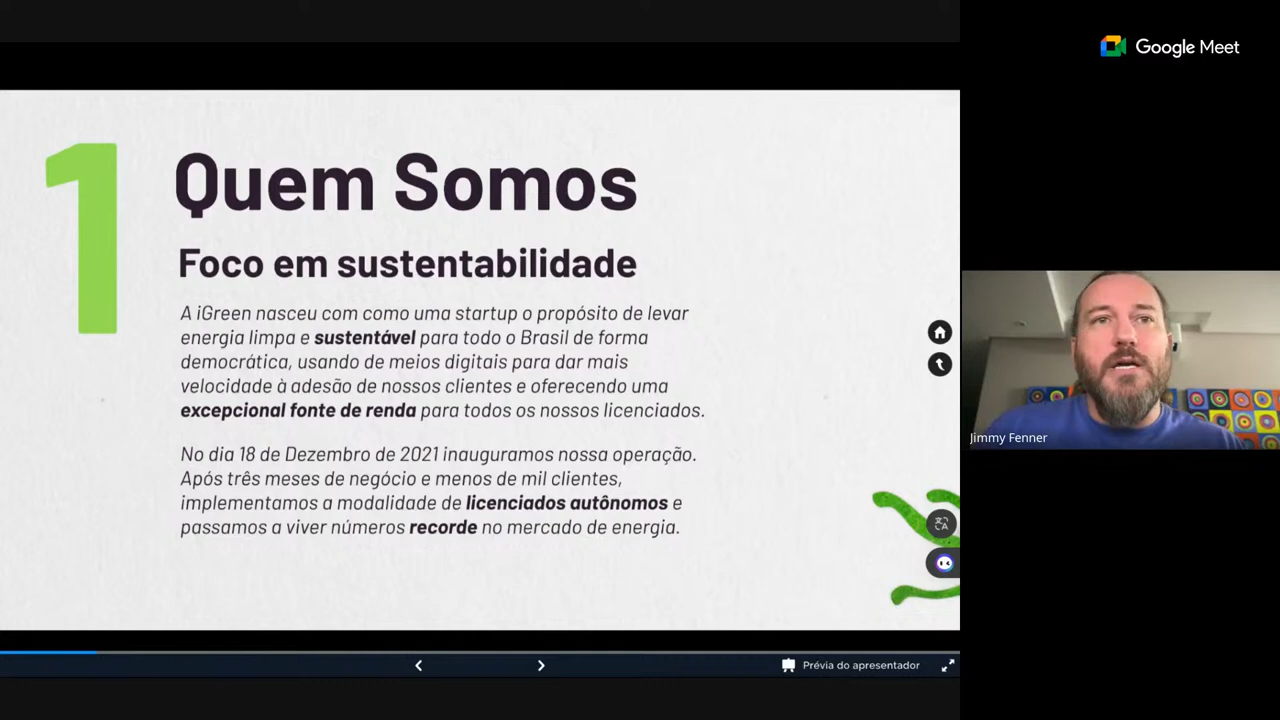 Google Meet
1
Quem Somos
Foco em sustentabilidade
A iGreen nasceu com como uma startup o propósito de levar
energia limpa e sustentável para todo o Brasil de forma
democrática, usando de meios digitais para dar mais
velocidade à adesão de nossos clientes e oferecendo uma
excepcional fonte de renda para todos os nossos licenciados.
No dia 18 de Dezembro de 2021 inauguramos nossa operação.
Após três meses de negócio e menos de mil clientes,
implementamos a modalidade de licenciados autônomos e
passamos a viver números recorde no mercado de energia.
Jimmy Fenner
Prévia do apresentador